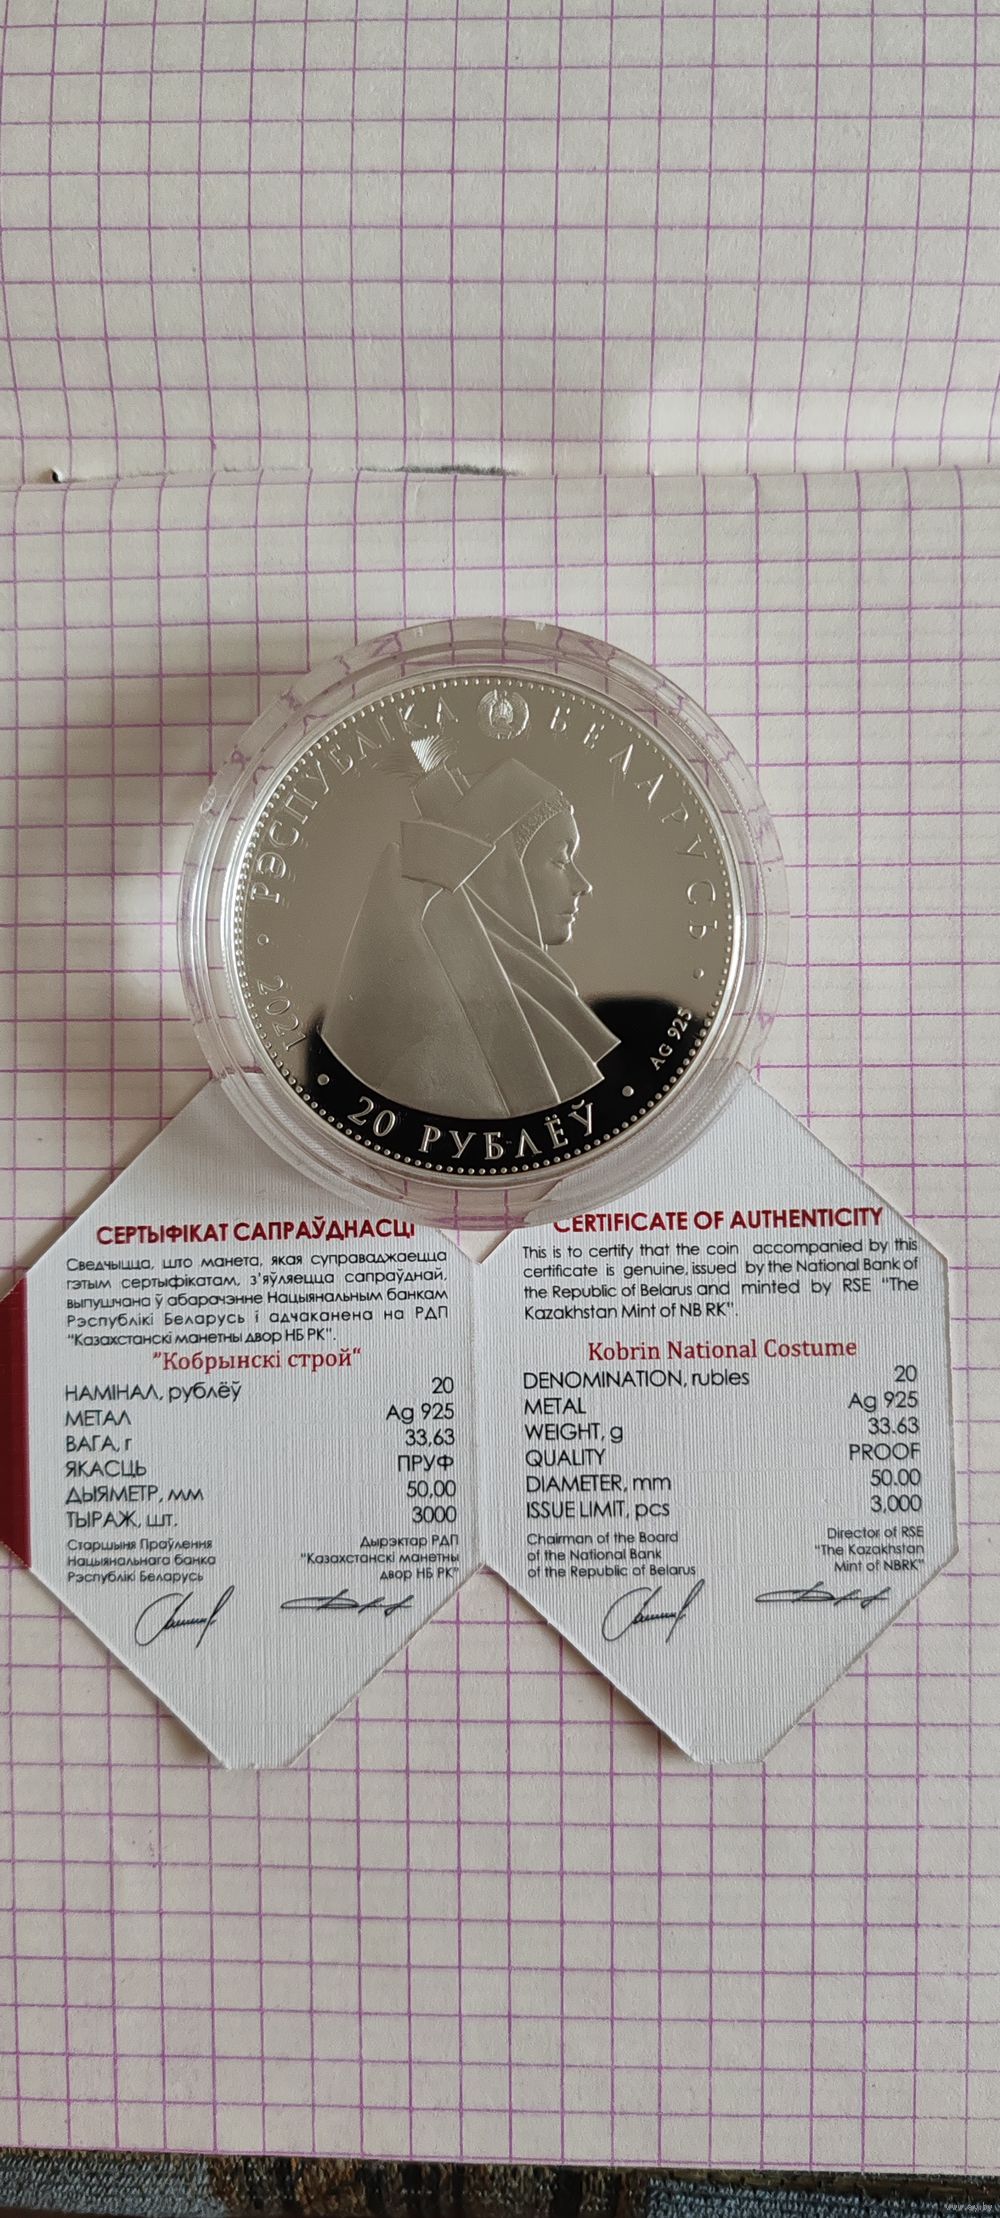 РЭСПУБЛІКА БЕЛАРУСЬ
2021
AG 925
20 РУБЛЁЎ
СЕРТЫФІКАТ САПРАЎДНАСЦІ
Сведчыцца, што манета, якая суправаджаецца
гэтым сертыфікатам, з'яўляецца сапраўднай,
выпушчана ў абарачэнне Нацыянальным банкам
Рэспублікі Беларусь і адчаканена на РДП
"Казахстанскі манетны двор НБ РК".
"Кобрынскі строй"
НАМІНАЛ, рублёў 20
МЕТАЛ Ag 925
ВАГА, г 33,63
ЯКАСЦЬ ПРУФ
ДЫЯМЕТР, мм 50,00
ТЫРАЖ, шт. 3000
Старшыня Праўлення
Нацыянальнага банка
Рэспублікі Беларусь
Дырэктар РДП
"Казахстанскі манетны
двор НБ РК"
CERTIFICATE OF AUTHENTICITY
This is to certify that the coin accompanied by this
certificate is genuine, issued by the National Bank of
the Republic of Belarus and minted by RSE "The
Kazakhstan Mint of NB RK".
Kobrin National Costume
DENOMINATION, rubles 20
METAL Ag 925
WEIGHT, g 33.63
QUALITY PROOF
DIAMETER, mm 50.00
ISSUE LIMIT, pcs 3,000
Chairman of the Board
of the National Bank
of the Republic of Belarus
Director of RSE
"The Kazakhstan
Mint of NBRK"